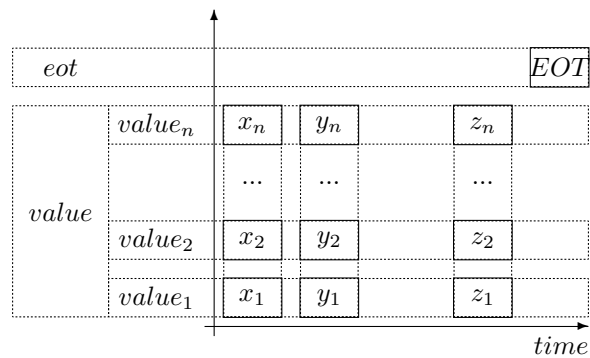 eot EOT
value_n x_n y_n z_n
... ... ...
value
value_2 x_2 y_2 z_2
value_1 x_1 y_1 z_1
time